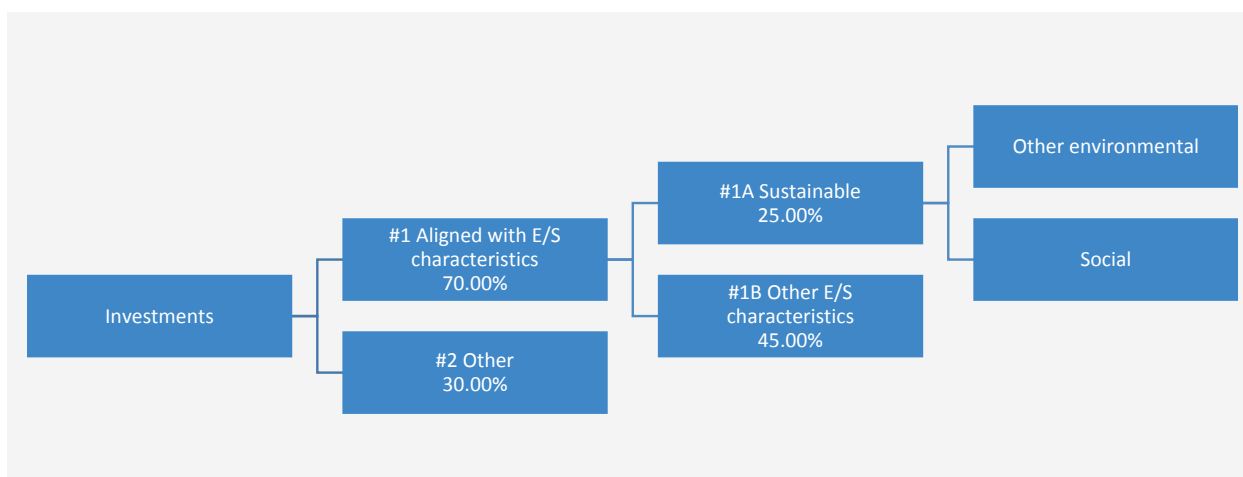 Investments
#1 Aligned with E/S
characteristics
70.00%
#2 Other
30.00%
#1A Sustainable
25.00%
#1B Other E/S
characteristics
45.00%
Other environmental
Social